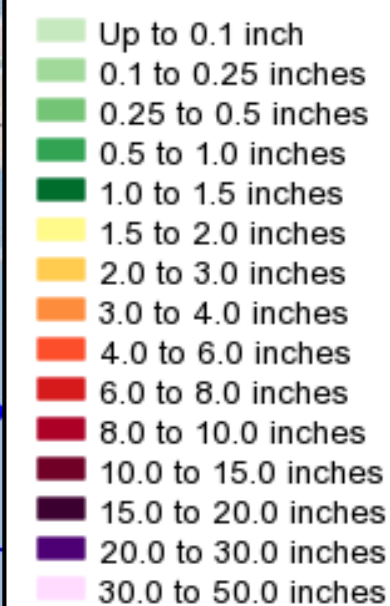 Up to 0.1 inch
0.1 to 0.25 inches
0.25 to 0.5 inches
0.5 to 1.0 inches
1.0 to 1.5 inches
1.5 to 2.0 inches
2.0 to 3.0 inches
3.0 to 4.0 inches
4.0 to 6.0 inches
6.0 to 8.0 inches
8.0 to 10.0 inches
10.0 to 15.0 inches
15.0 to 20.0 inches
20.0 to 30.0 inches
30.0 to 50.0 inches